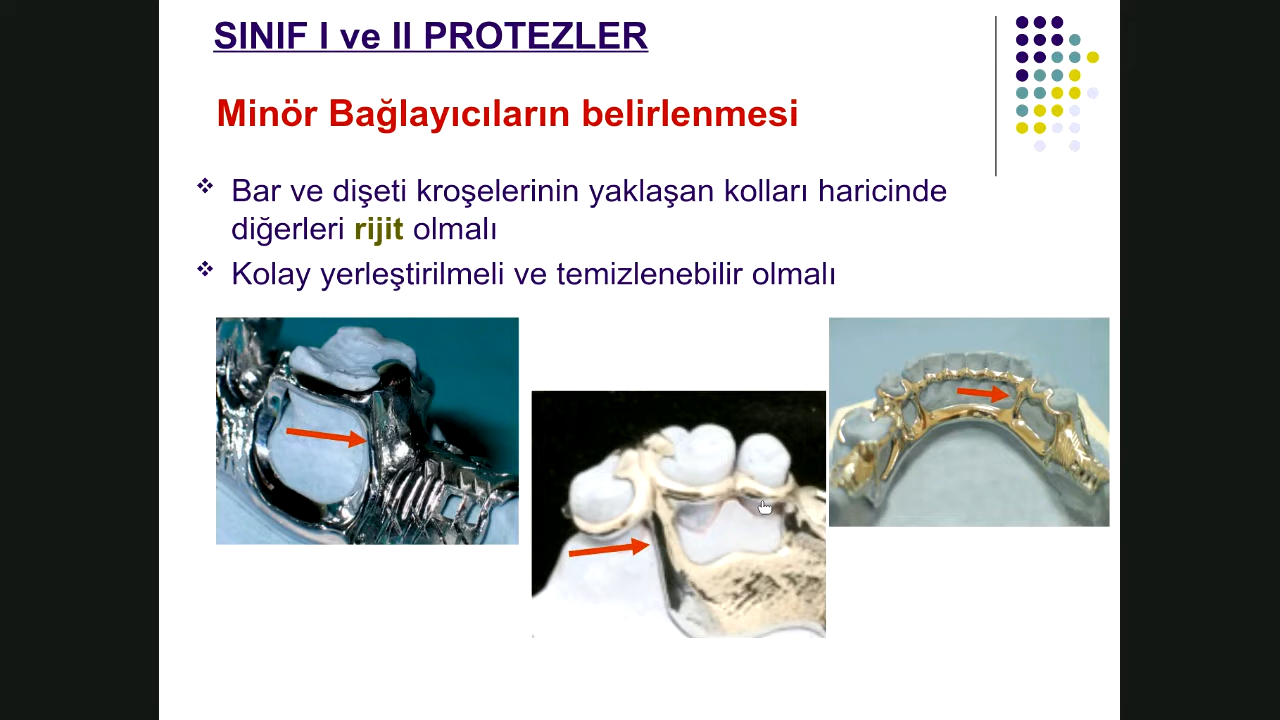 SINIF I ve II PROTEZLER
Minör Bağlayıcıların belirlenmesi
Bar ve dişeti kroşelerinin yaklaşan kolları haricinde
diğerleri rijit olmalı
Kolay yerleştirilmeli ve temizlenebilir olmalı